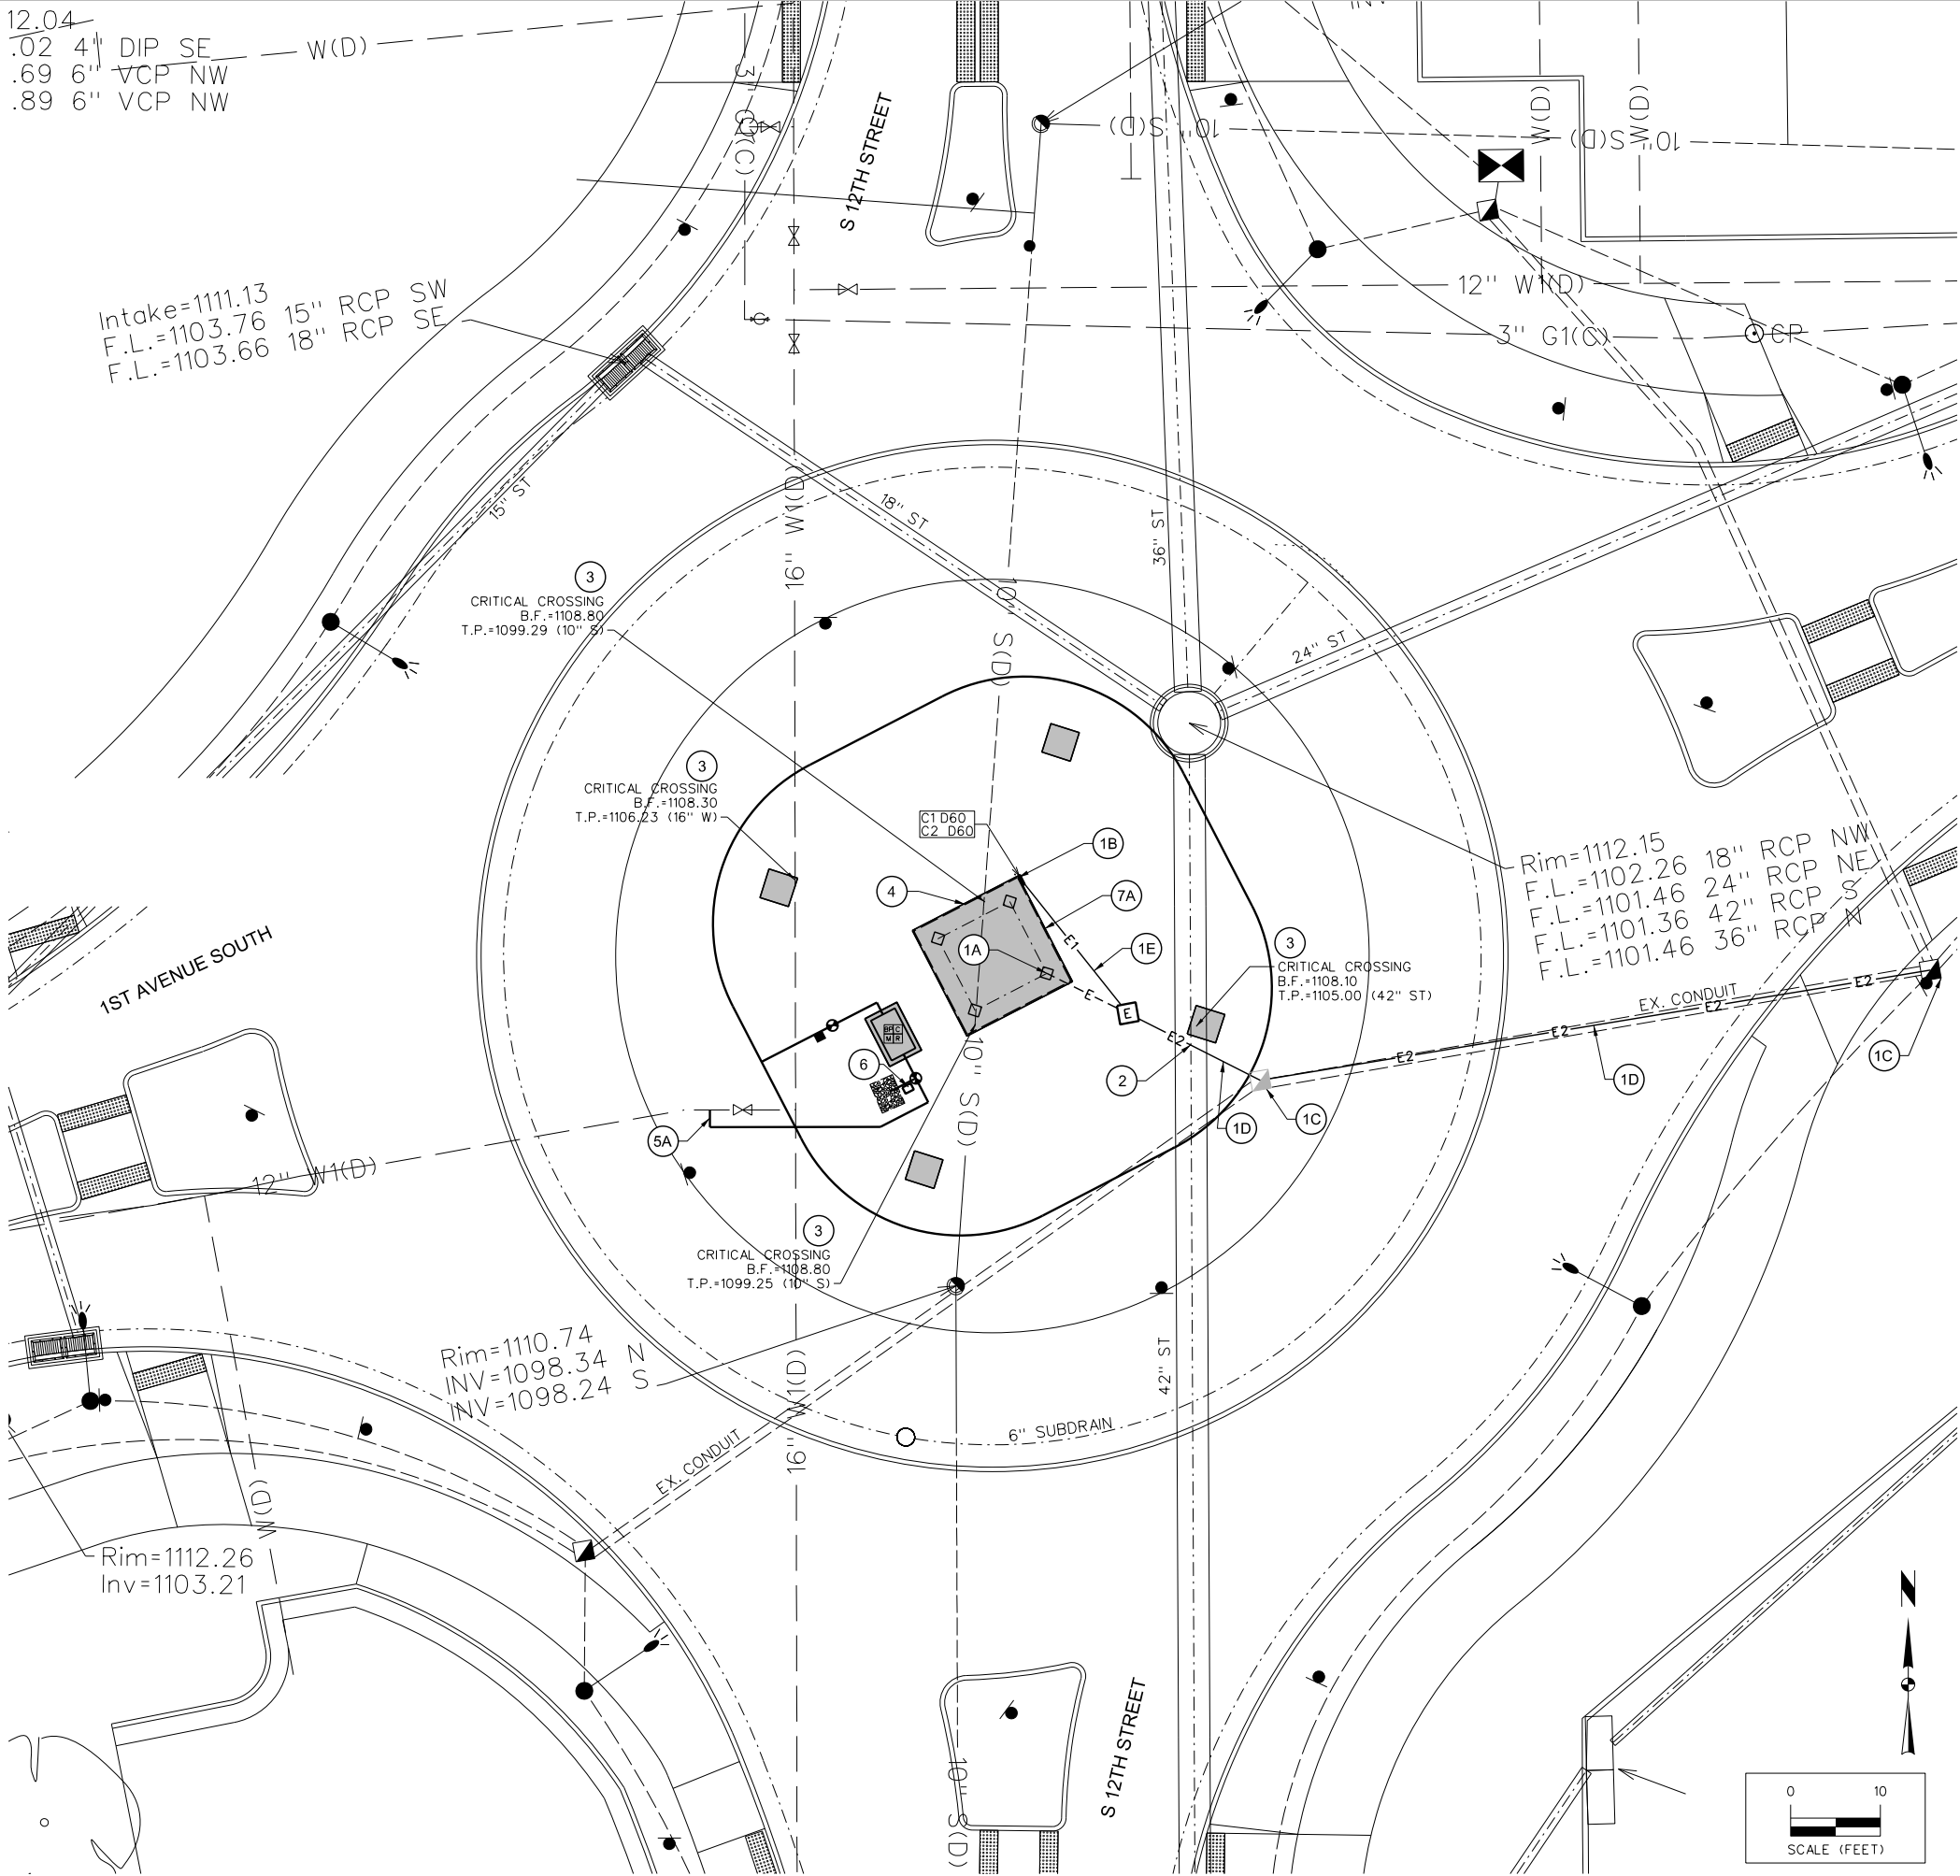 12.04
.02 4" DIP SE
.69 6" VCP NW
.89 6" VCP NW
W(D)
3" G(C)
S 12TH STREET
10" S(D)
W(D)
W(D)
10" S(D)
12" W1(D)
3" G1(C)
CP
Intake=1111.13
F.L.=1103.76 15" RCP SW
F.L.=1103.66 18" RCP SE
15" ST
18" ST
16" W1(D)
36" ST
10" S(D)
24" ST
3
CRITICAL CROSSING
B.F.=1108.80
T.P.=1099.29 (10" S)
3
CRITICAL CROSSING
B.F.=1108.30
T.P.=1106.23 (16" W)
C1 D60
C2 D60
1B
4
7A
1A
E1
1E
E
E
E2
3
CRITICAL CROSSING
B.F.=1108.10
T.P.=1105.00 (42" ST)
Rim=1112.15
F.L.=1102.26 18" RCP NW
F.L.=1101.46 24" RCP NE
F.L.=1101.36 42" RCP S
F.L.=1101.46 36" RCP N
EX. CONDUIT
E2
E2
E2
E2
1C
1D
1ST AVENUE SOUTH
BP C
M R
6
2
1D
1C
5A
10" S(D)
12" W1(D)
3
CRITICAL CROSSING
B.F.=1108.80
T.P.=1099.25 (10" S)
Rim=1110.74
INV=1098.34 N
INV=1098.24 S
16" W1(D)
42" ST
6" SUBDRAIN
EX. CONDUIT
W(D)
Rim=1112.26
Inv=1103.21
10" S(D)
S 12TH STREET
N
0 10
SCALE (FEET)